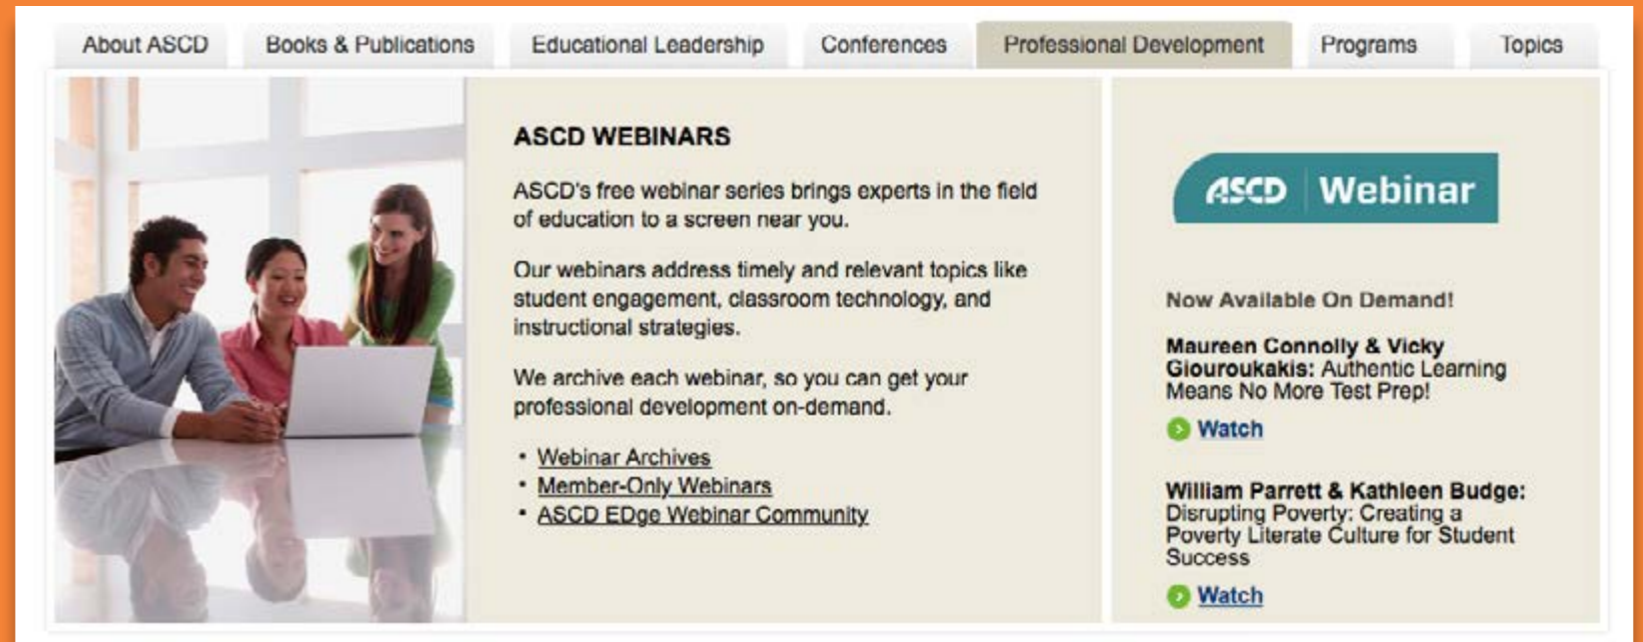 About ASCD
Books & Publications
Educational Leadership
Conferences
Professional Development
Programs
Topics
ASCD WEBINARS
ASCD's free webinar series brings experts in the field
of education to a screen near you.
Our webinars address timely and relevant topics like
student engagement, classroom technology, and
instructional strategies.
We archive each webinar, so you can get your
professional development on-demand.
• Webinar Archives
• Member-Only Webinars
• ASCD EDge Webinar Community
ASCD | Webinar
Now Available On Demand!
Maureen Connolly & Vicky
Giouroukakis: Authentic Learning
Means No More Test Prep!
Watch
William Parrett & Kathleen Budge:
Disrupting Poverty: Creating a
Poverty Literate Culture for Student
Success
Watch